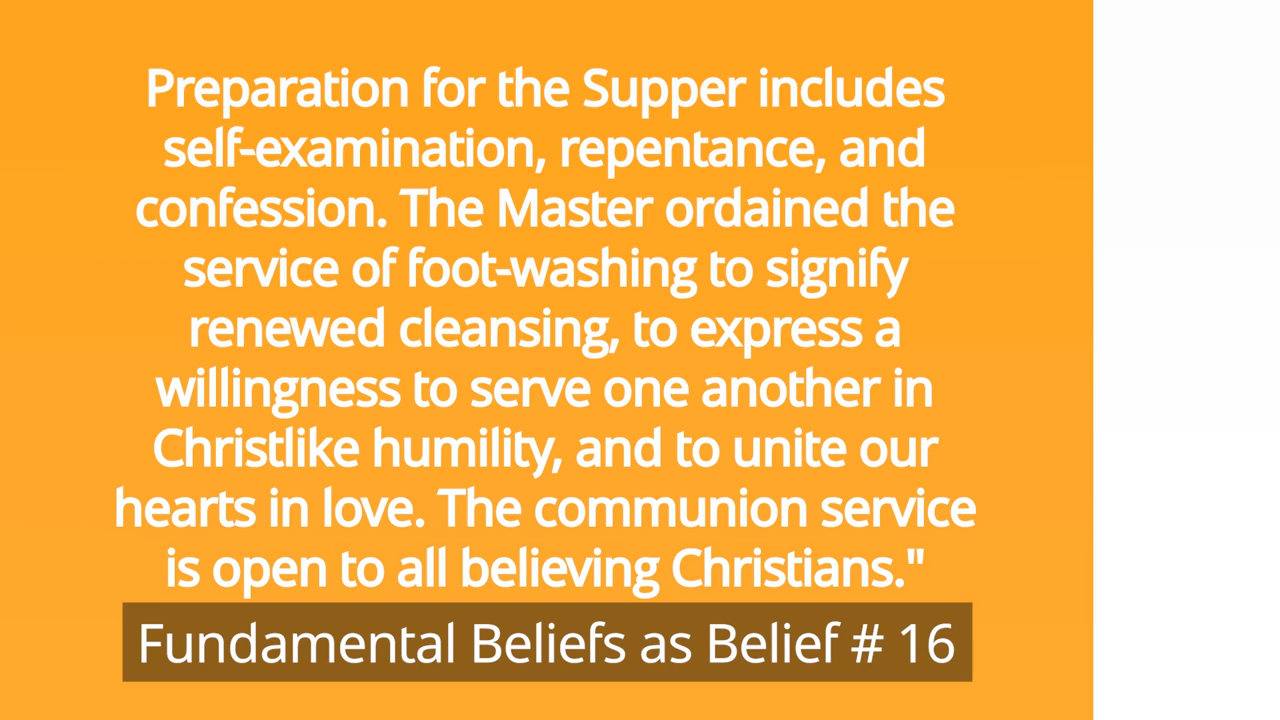 Preparation for the Supper includes
self-examination, repentance, and
confession. The Master ordained the
service of foot-washing to signify
renewed cleansing, to express a
willingness to serve one another in
Christlike humility, and to unite our
hearts in love. The communion service
is open to all believing Christians."
Fundamental Beliefs as Belief # 16